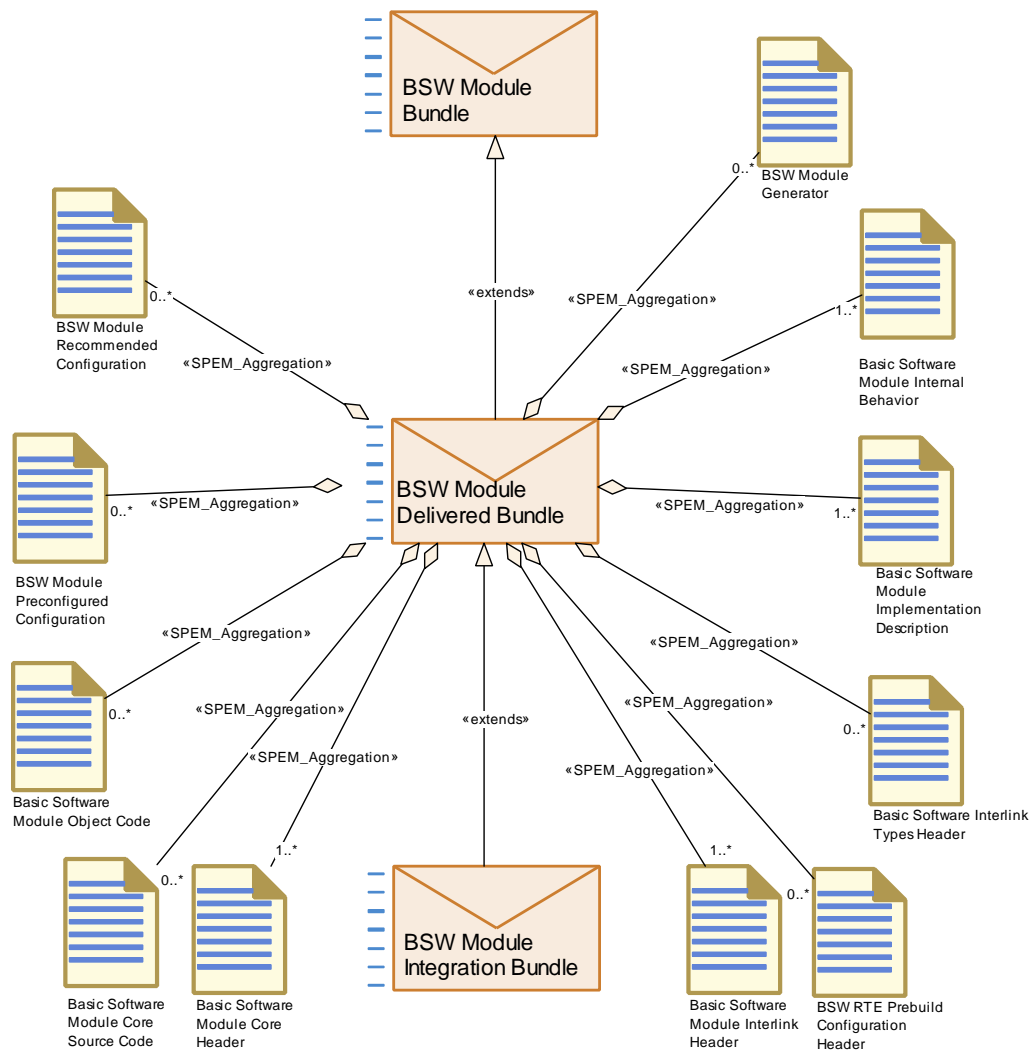 BSW Module
Bundle
0..*
BSW Module
Generator
«extends»
«SPEM_Aggregation»
0..*
BSW Module
Recommended
Configuration
«SPEM_Aggregation»
1..*
Basic Software
Module Internal
Behavior
«SPEM_Aggregation»
BSW Module
Delivered Bundle
0..*
BSW Module
Preconfigured
Configuration
«SPEM_Aggregation»
«SPEM_Aggregation»
1..*
Basic Software
Module
Implementation
Description
«SPEM_Aggregation»
0..*
Basic Software
Module Object Code
«SPEM_Aggregation»
0..*
Basic Software Interlink
Types Header
«SPEM_Aggregation»
«extends»
«SPEM_Aggregation»
«SPEM_Aggregation»
«SPEM_Aggregation»
0..*
Basic Software
Module Core
Source Code
1..*
Basic Software
Module Core
Header
BSW Module
Integration Bundle
1..*
Basic Software
Module Interlink
Header
0..*
BSW RTE Prebuild
Configuration
Header